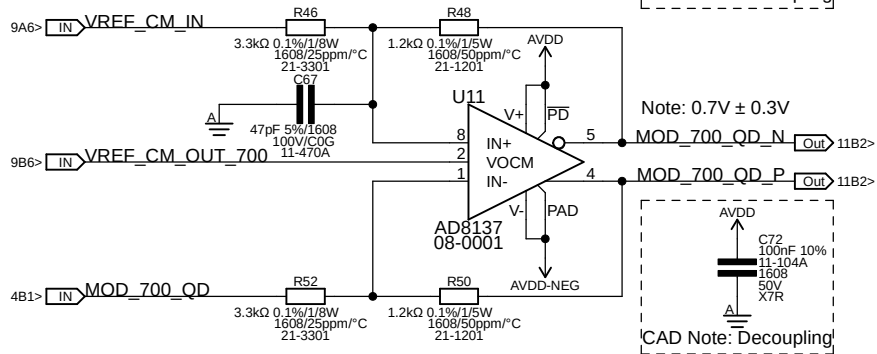 R46
R48
9A6> IN VREF_CM_IN
AVDD
3.3kΩ 0.1%/1/8W
1608/25ppm/°C
21-3301
1.2kΩ 0.1%/1/5W
1608/50ppm/°C
21-1201
C67
U11
V+
PD
Note: 0.7V ± 0.3V
A
47pF 5%/1608
100V/C0G
11-470A
8 IN+
5 MOD_700_QD_N Out 11B2>
9B6> IN VREF_CM_OUT_700
2 VOCM
1 IN-
4 MOD_700_QD_P Out 11B2>
V-
PAD
AD8137
08-0001
AVDD
C72
100nF 10%
11-104A
1608
50V
X7R
A
AVDD-NEG
R52
R50
4B1> IN MOD_700_QD
3.3kΩ 0.1%/1/8W
1608/25ppm/°C
21-3301
1.2kΩ 0.1%/1/5W
1608/50ppm/°C
21-1201
CAD Note: Decoupling